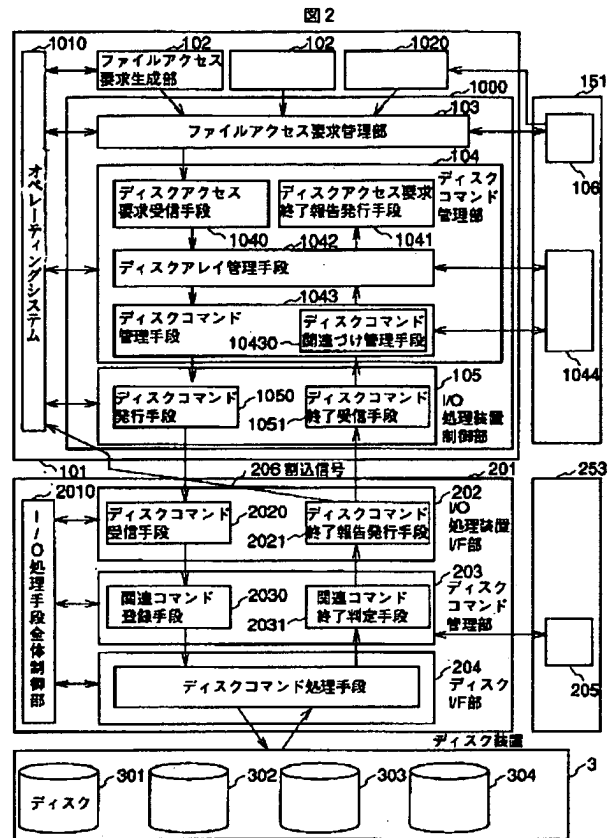 図2
1010
102
102
1020
ファイルアクセス
要求生成部
1000
151
103
ファイルアクセス要求管理部
106
104
オペレーティングシステム
ディスクアクセス
要求受信手段
ディスクアクセス要求
終了報告発行手段
ディスク
コマンド
管理部
1040
1042
1041
ディスクアレイ管理手段
1043
ディスクコマンド
管理手段
ディスクコマンド
関連づけ管理手段
10430
1044
105
ディスクコマンド
発行手段
1050
ディスクコマンド
終了受信手段
1051
I/O
処理装置
制御部
101
206 割込信号
201
253
2010
202
ディスクコマンド
受信手段
2020
ディスクコマンド
終了報告発行手段
2021
I/O
処理装置
I/F部
I/O処理手段全体制御部
203
関連コマンド
登録手段
2030
関連コマンド
終了判定手段
2031
ディスク
コマンド
管理部
204
ディスクコマンド処理手段
ディスク
I/F部
205
ディスク装置
301
302
303
304
3
ディスク